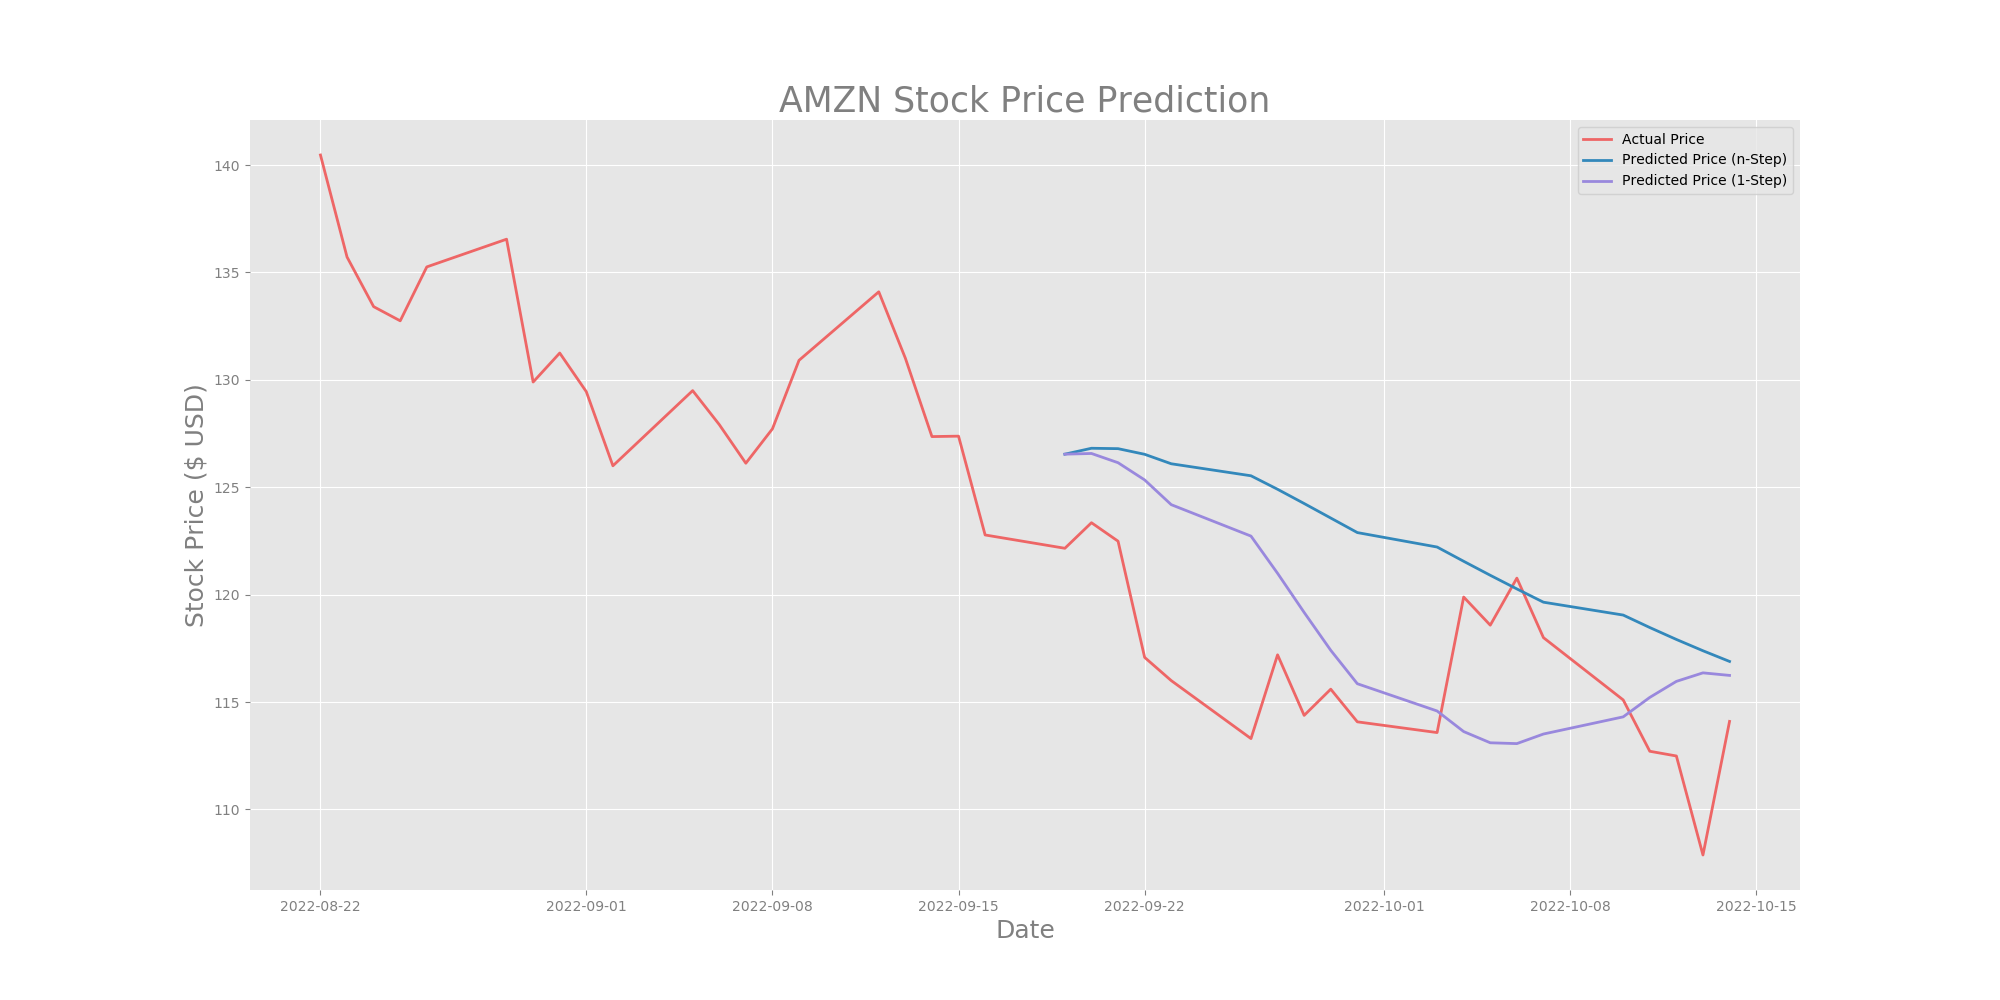 AMZN Stock Price Prediction
Actual Price
Predicted Price (n-Step)
Predicted Price (1-Step)
Stock Price ($ USD)
140
135
130
125
120
115
110
2022-08-22
2022-09-01
2022-09-08
2022-09-15
2022-09-22
2022-10-01
2022-10-08
2022-10-15
Date